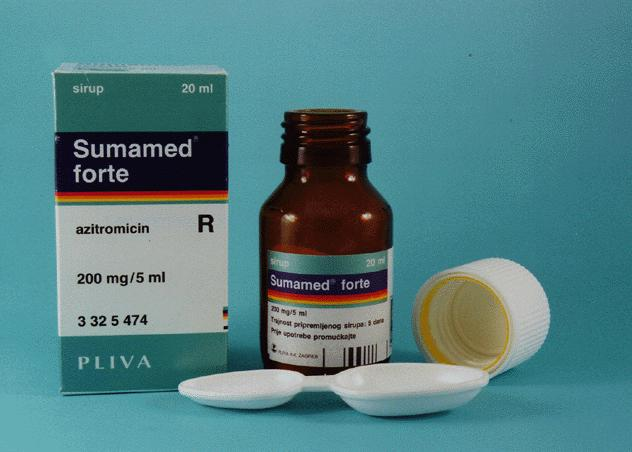 sirup 20 ml
Sumamed®
forte
azitromicin R
200 mg/5 ml
3 32 5 474
PLIVA
sirup 20 ml
Sumamed® forte
200 mg/5 ml
Trajnost pripremljenog sirupa: 5 dana
Prije upotrebe promućkajte
PLIVA d.d. ZAGREB